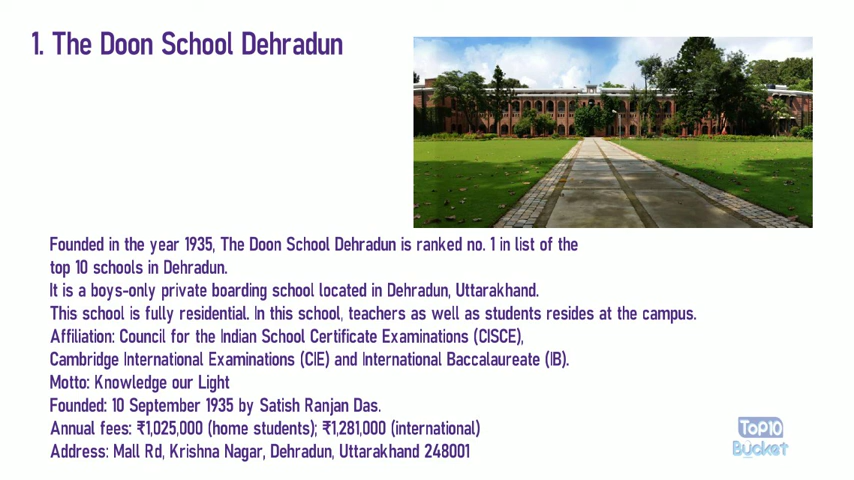 1. The Doon School Dehradun
Founded in the year 1935, The Doon School Dehradun is ranked no. 1 in list of the
top 10 schools in Dehradun.
It is a boys-only private boarding school located in Dehradun, Uttarakhand.
This school is fully residential. In this school, teachers as well as students resides at the campus.
Affiliation: Council for the Indian School Certificate Examinations (CISCE),
Cambridge International Examinations (CIE) and International Baccalaureate (IB).
Motto: Knowledge our Light
Founded: 10 September 1935 by Satish Ranjan Das.
Annual fees: ₹1,025,000 (home students); ₹1,281,000 (international)
Address: Mall Rd, Krishna Nagar, Dehradun, Uttarakhand 248001
Top10
Bucket